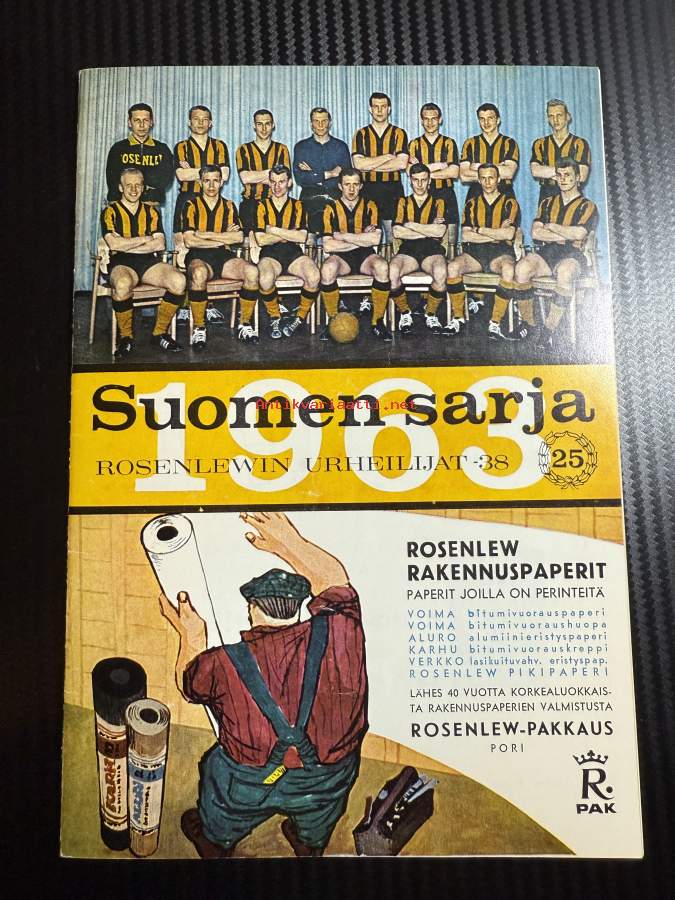 ROSENLEW
1963
Suomen sarja
Antikvariaatti.net
ROSENLEWIN URHEILIJAT -38
25
ROSENLEW
RAKENNUSPAPERIT
PAPERIT JOILLA ON PERINTEITÄ
VOIMA bitumivuorauspaperi
VOIMA bitumivuoraushuopa
ALURO alumiinieristyspaperi
KARHU bitumivuorauskreppi
VERKKO lasikuituvahv. eristyspap.
ROSENLEW PIKIPAPERI
LÄHES 40 VUOTTA KORKEALUOKKAIS-
TA RAKENNUSPAPERIEN VALMISTUSTA
ROSENLEW-PAKKAUS
PORI
R.
PAK
KARHU